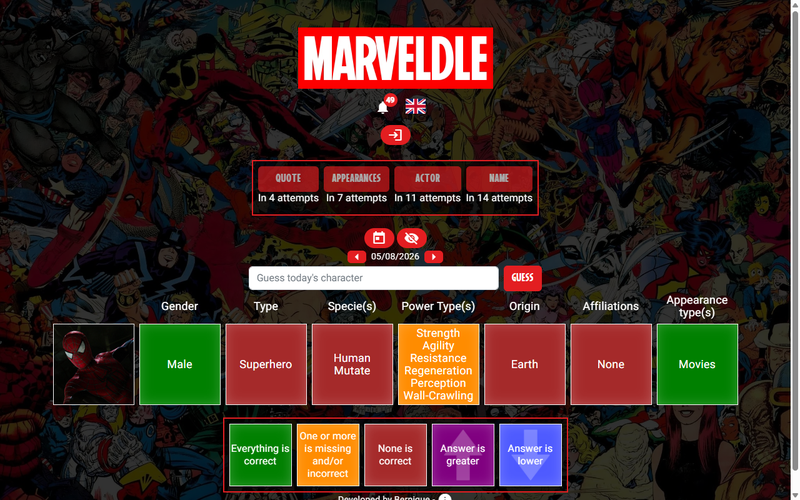 MARVELDLE
49
QUOTE
In 4 attempts
APPEARANCES
In 7 attempts
ACTOR
In 11 attempts
NAME
In 14 attempts
05/08/2026
Guess today's character
GUESS
Gender
Type
Specie(s)
Power Type(s)
Origin
Affiliations
Appearance
type(s)
Male
Superhero
Human
Mutate
Strength
Agility
Resistance
Regeneration
Perception
Wall-Crawling
Earth
None
Movies
Everything is
correct
One or more
is missing
and/or
incorrect
None is
correct
Answer is
greater
Answer is
lower
Developed by Bernique -